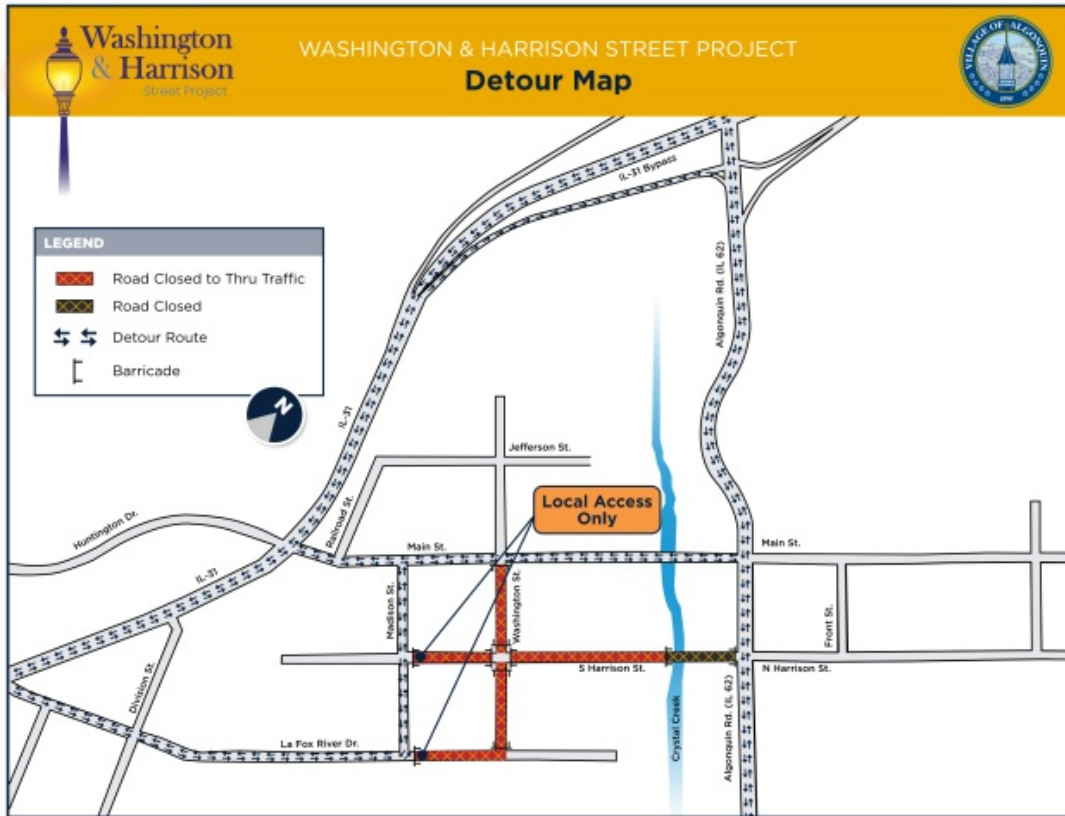 Washington
& Harrison
Street Project
WASHINGTON & HARRISON STREET PROJECT
Detour Map
VILLAGE OF ALGONQUIN
1890
IL-31 Bypass
LEGEND
Road Closed to Thru Traffic
Road Closed
Detour Route
Barricade
N
Algonquin Rd. (IL 62)
IL-31
Jefferson St.
Railroad St.
Local Access
Only
Huntington Dr.
Main St.
Main St.
IL-31
Madison St.
Washington St.
Front St.
Division St.
S Harrison St.
N Harrison St.
La Fox River Dr.
Crystal Creek
Algonquin Rd. (IL 62)